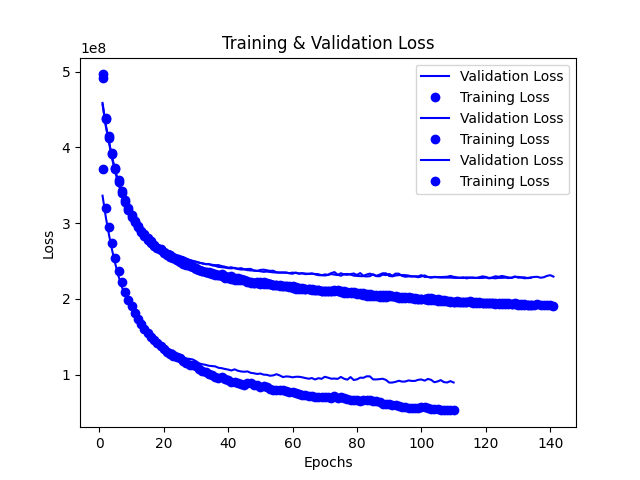 Training & Validation Loss
1e8
5
4
3
2
1
Loss
0 20 40 60 80 100 120 140
Epochs
Validation Loss
Training Loss
Validation Loss
Training Loss
Validation Loss
Training Loss